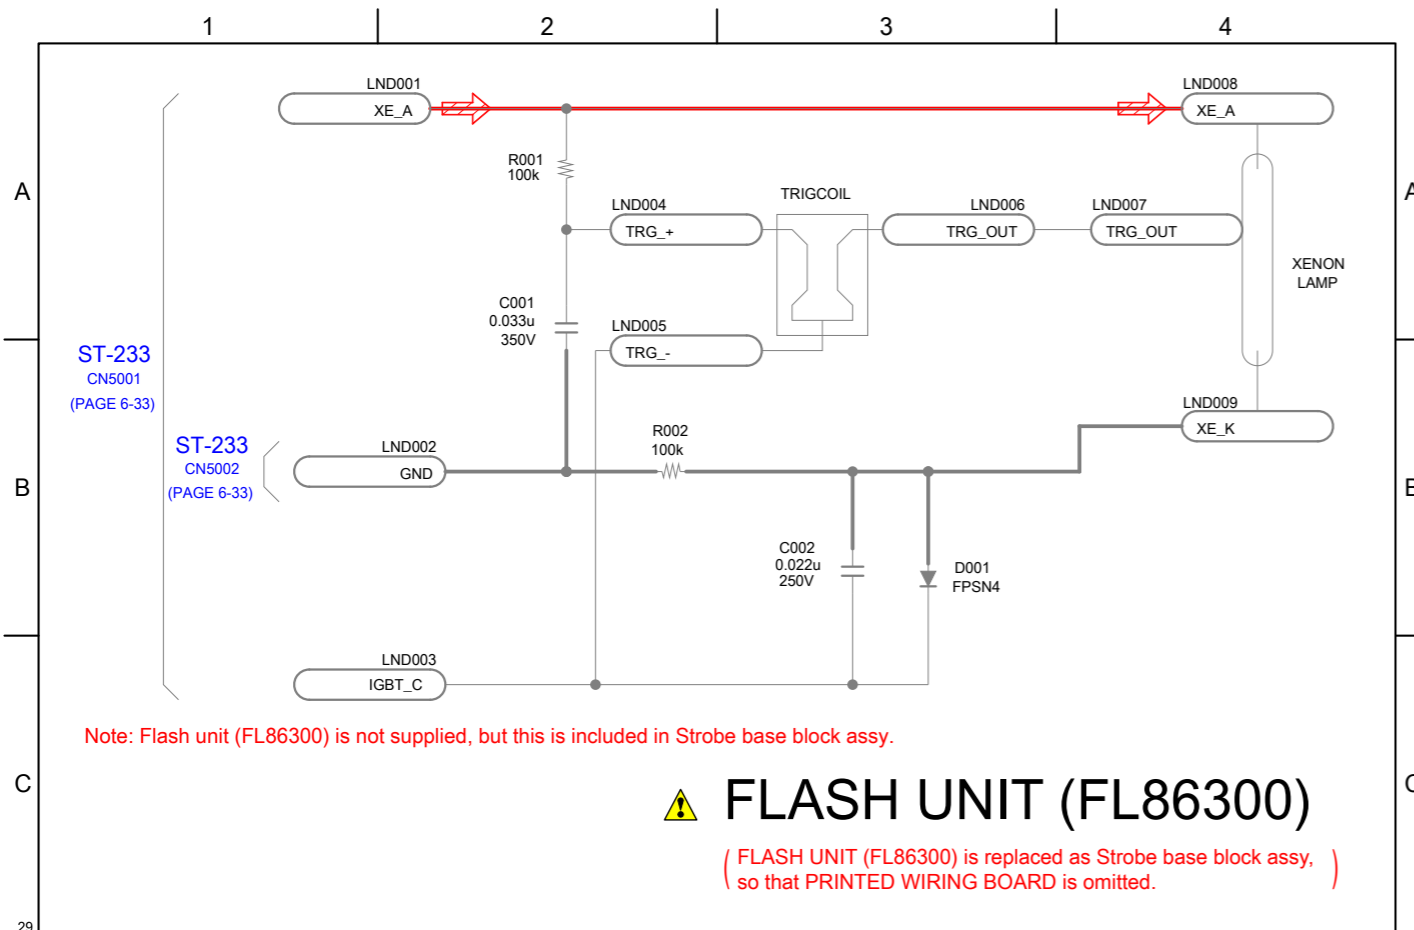 1 2 3 4
LND001
XE_A
LND008
XE_A
R001
100k
TRIGCOIL
A
LND004
TRG_+
LND006
TRG_OUT
LND007
TRG_OUT
A
XENON
LAMP
C001
0.033u
350V
LND005
TRG_-
ST-233
CN5001
(PAGE 6-33)
LND009
XE_K
ST-233
CN5002
(PAGE 6-33)
LND002
GND
R002
100k
B
C002
0.022u
250V
D001
FPSN4
LND003
IGBT_C
Note: Flash unit (FL86300) is not supplied, but this is included in Strobe base block assy.
C
FLASH UNIT (FL86300)
( FLASH UNIT (FL86300) is replaced as Strobe base block assy, )
so that PRINTED WIRING BOARD is omitted.
29